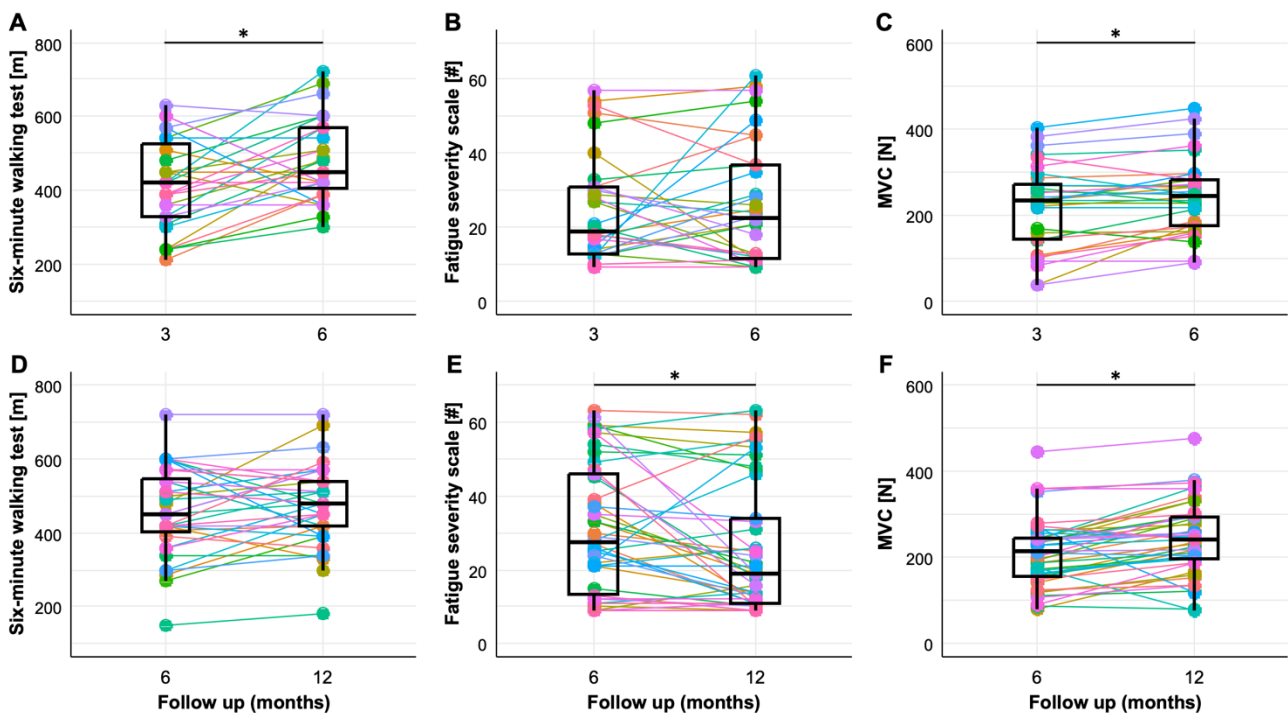 A
Six-minute walking test [m]
800
600
400
200
*
3
6
B
Fatigue severity scale [#]
60
40
20
0
3
6
C
MVC [N]
600
400
200
0
*
3
6
D
Six-minute walking test [m]
800
600
400
200
6
12
Follow up (months)
E
Fatigue severity scale [#]
60
40
20
0
*
6
12
Follow up (months)
F
MVC [N]
600
400
200
0
*
6
12
Follow up (months)